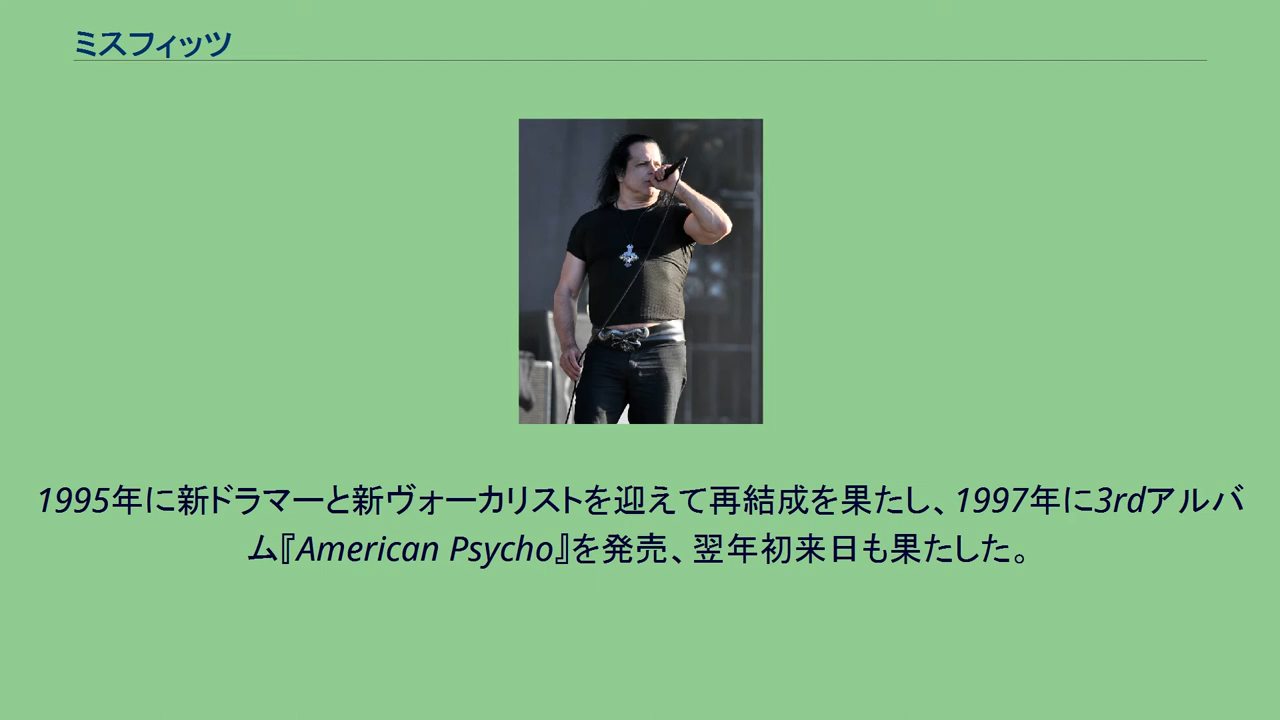 ミスフィッツ
1995年に新ドラマーと新ヴォーカリストを迎えて再結成を果たし、1997年に3rdアルバ
ム『American Psycho』を発売、翌年初来日も果たした。